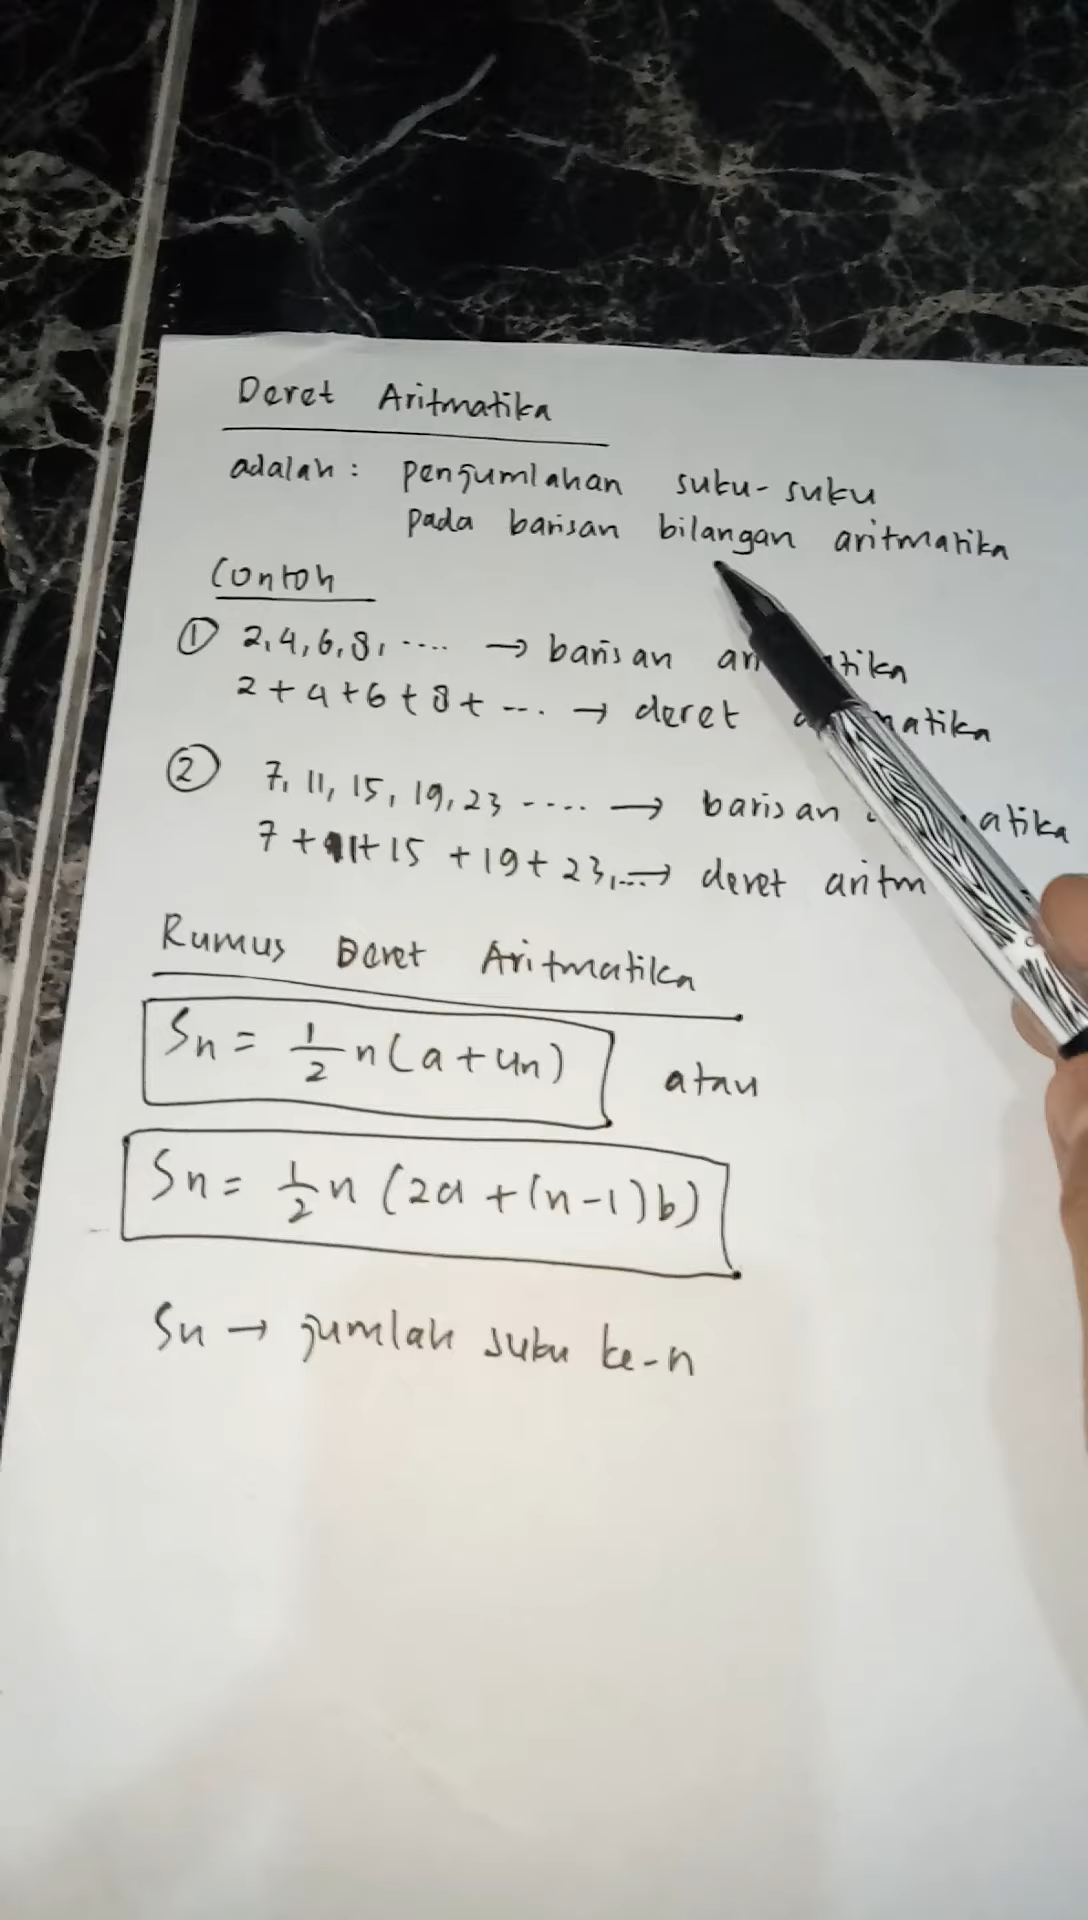 Deret Aritmatika
adalah : penjumlahan suku-suku
pada barisan bilangan aritmatika
Contoh
① 2, 4, 6, 8, .... → barisan
2 + 4 + 6 + 8 + .... → deret
② 7, 11, 15, 19, 23 ..... → barisan
7 + 11 + 15 + 19 + 23, ... → deret aritm
Rumus Deret Aritmatika
Sn = 1/2 n (a + Un) atau
Sn = 1/2 n (2a + (n-1)b)
Sn → jumlah suku ke-n